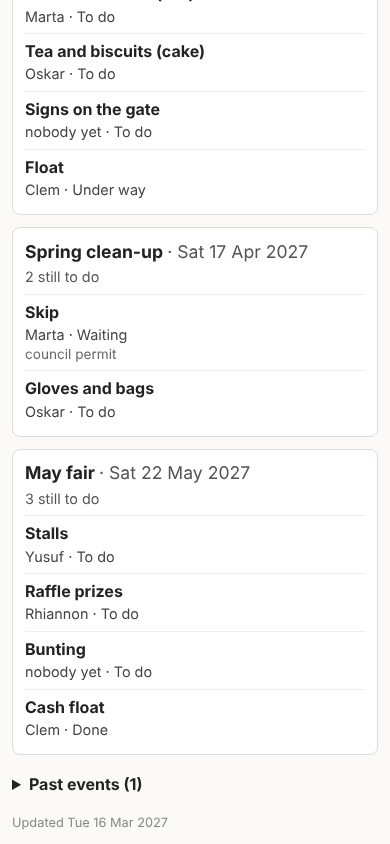 Marta · To do
Tea and biscuits (cake)
Oskar · To do
Signs on the gate
nobody yet · To do
Float
Clem · Under way
Spring clean-up · Sat 17 Apr 2027
2 still to do
Skip
Marta · Waiting
council permit
Gloves and bags
Oskar · To do
May fair · Sat 22 May 2027
3 still to do
Stalls
Yusuf · To do
Raffle prizes
Rhiannon · To do
Bunting
nobody yet · To do
Cash float
Clem · Done
Past events (1)
Updated Tue 16 Mar 2027